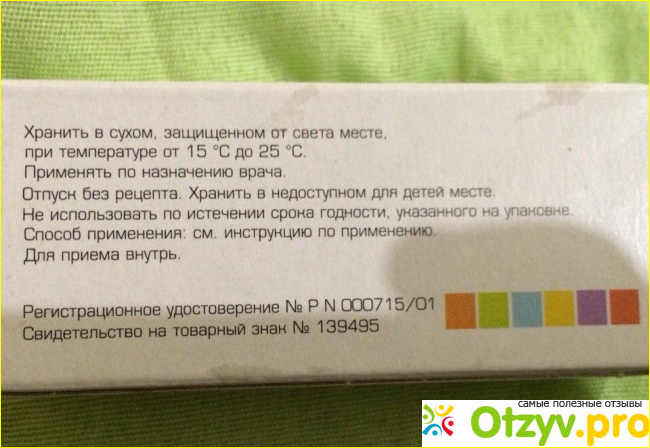 Хранить в сухом, защищенном от света месте,
при температуре от 15 °С до 25 °С.
Применять по назначению врача.
Отпуск без рецепта. Хранить в недоступном для детей месте.
Не использовать по истечении срока годности, указанного на упаковке.
Способ применения: см. инструкцию по применению.
Для приема внутрь.
Регистрационное удостоверение № Р N 000715/01
Свидетельство на товарный знак № 139495
самые полезные отзывы
Otzyv.pro